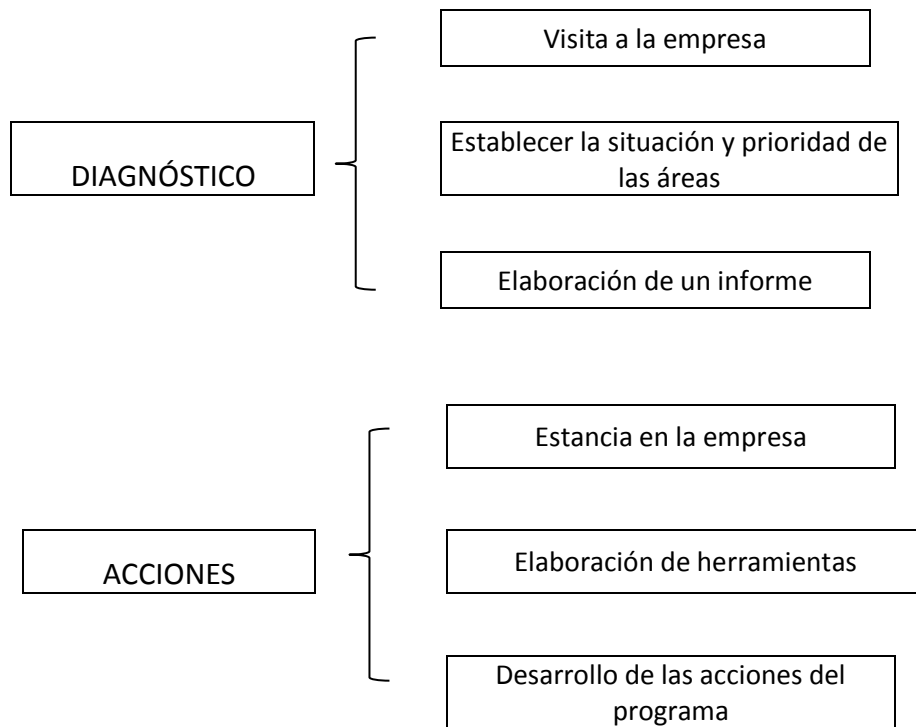 Visita a la empresa
DIAGNÓSTICO
Establecer la situación y prioridad de
las áreas
Elaboración de un informe
Estancia en la empresa
ACCIONES
Elaboración de herramientas
Desarrollo de las acciones del
programa